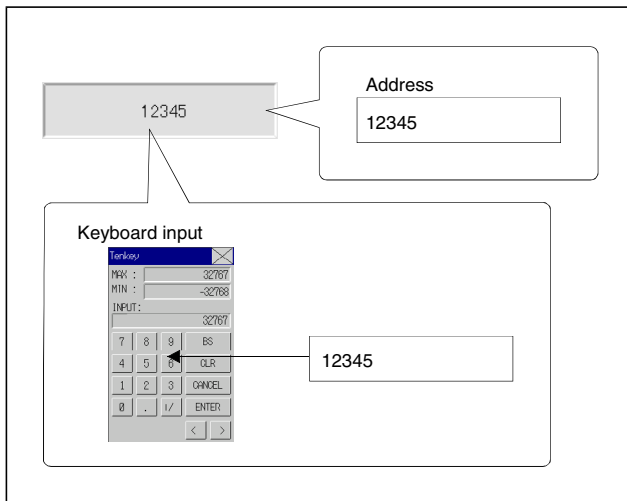 Address
12345
12345
Keyboard input
Tenkey
MAX : 32767
MIN : -32768
INPUT:
32767
7 8 9 BS
4 5 6 CLR
12345
1 2 3 CANCEL
0 . +/- ENTER
< >